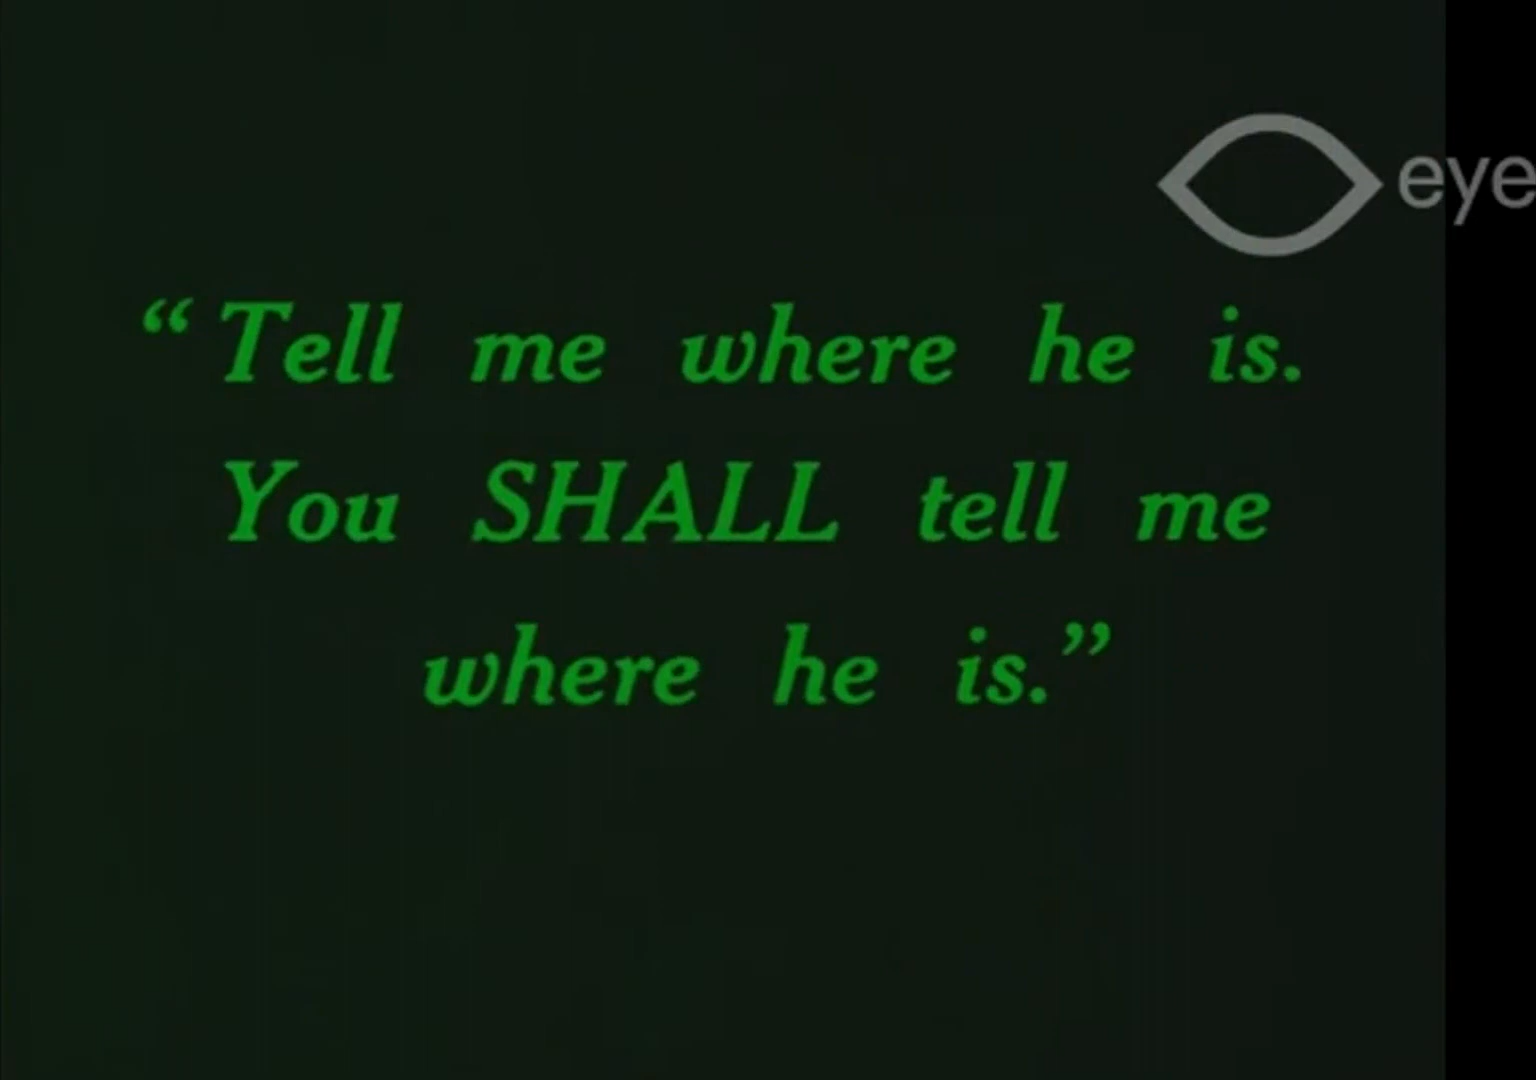 eye
“Tell me where he is.
You SHALL tell me
where he is.”